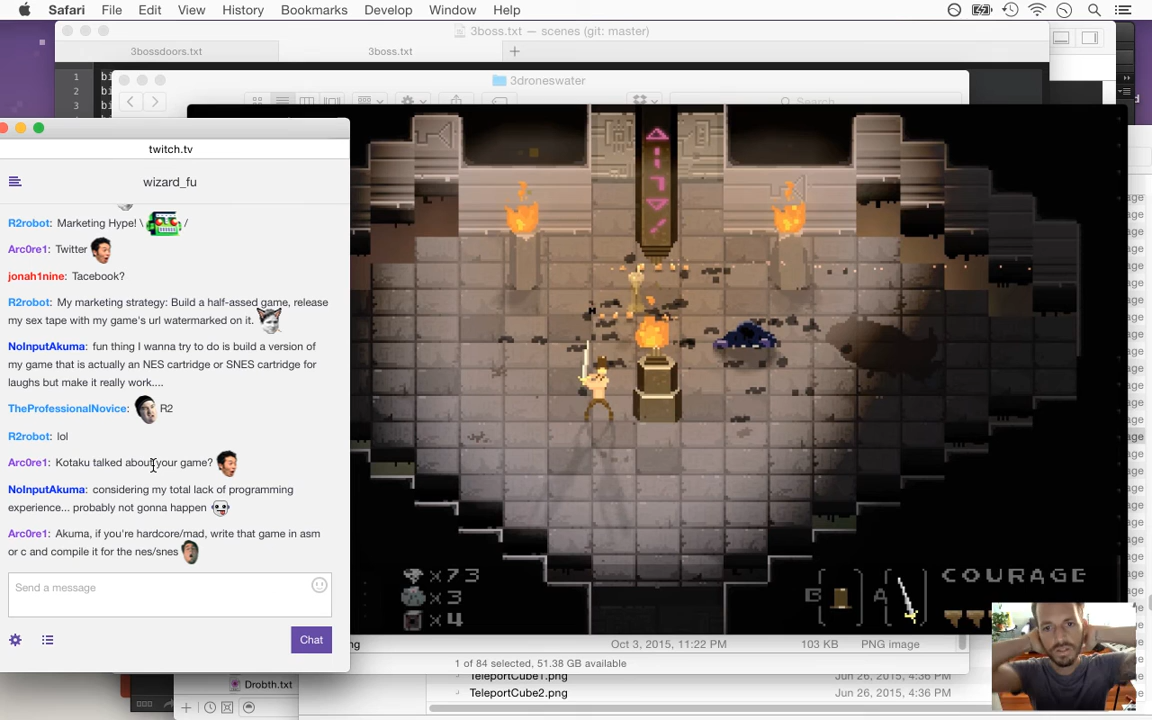 Safari File Edit View History Bookmarks Develop Window Help
3boss.txt — scenes (git: master)
3bossdoors.txt
3boss.txt
1
2
3
4
3droneswater
Search
twitch.tv
wizard_fu
R2robot: Marketing Hype! \ /
Arc0re1: Twitter
jonah1nine: Tacebook?
R2robot: My marketing strategy: Build a half-assed game, release
my sex tape with my game's url watermarked on it.
NoInputAkuma: fun thing I wanna try to do is build a version of
my game that is actually an NES cartridge or SNES cartridge for
laughs but make it really work....
TheProfessionalNovice: R2
R2robot: lol
Arc0re1: Kotaku talked about your game?
NoInputAkuma: considering my total lack of programming
experience... probably not gonna happen
Arc0re1: Akuma, if you're hardcore/mad, write that game in asm
or c and compile it for the nes/snes
Send a message
Chat
x73
x3
x4
B
A
COURAGE
Oct 3, 2015, 11:22 PM 103 KB PNG image
1 of 84 selected, 51.38 GB available
TeleportCube1.png Jun 26, 2015, 4:36 PM
TeleportCube2.png Jun 26, 2015, 4:36 PM
Drobth.txt